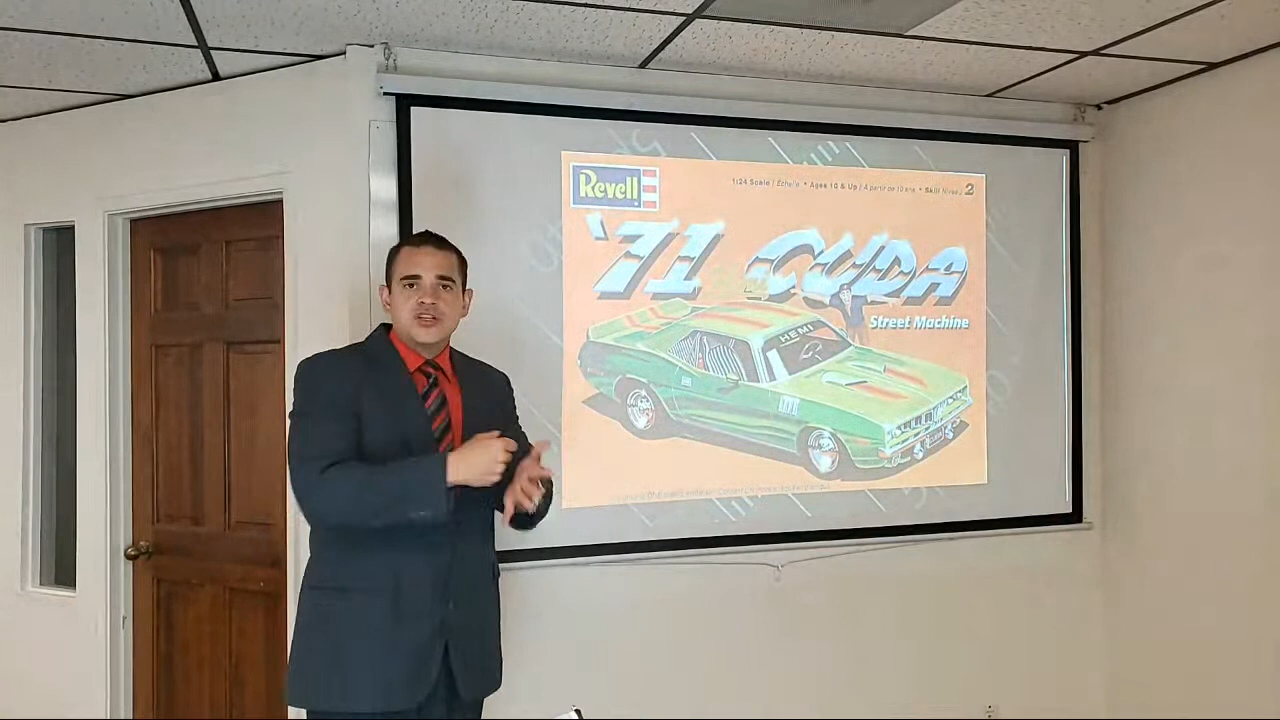 Revell
1:24 Scale / Échelle • Ages 10 & Up / À partir de 10 ans • Skill Niveau 2
'71 CUDA
Street Machine
HEMI